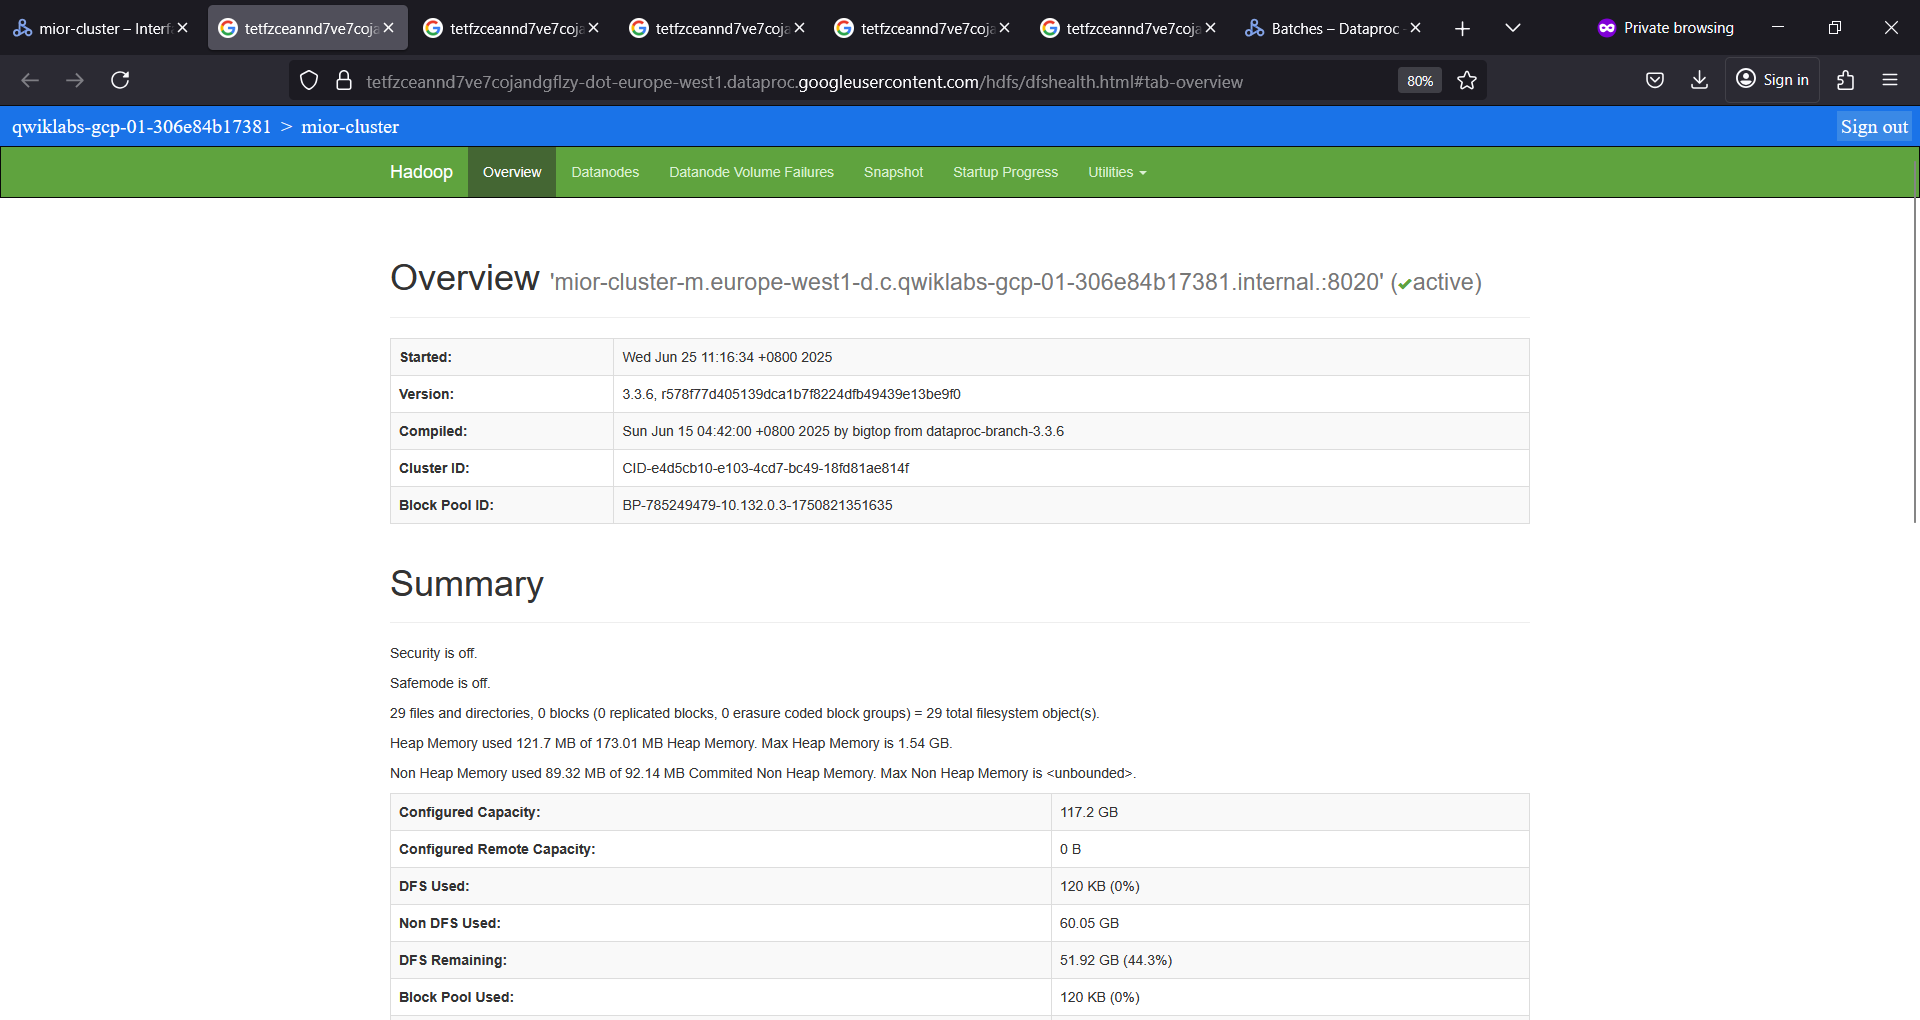 mior-cluster – Interf
tetfzceannd7ve7coja
tetfzceannd7ve7coja
tetfzceannd7ve7coja
tetfzceannd7ve7coja
tetfzceannd7ve7coja
Batches – Dataproc
Private browsing
tetfzceannd7ve7cojandgflzy-dot-europe-west1.dataproc.googleusercontent.com/hdfs/dfshealth.html#tab-overview
80%
Sign in
qwiklabs-gcp-01-306e84b17381 > mior-cluster
Sign out
Hadoop Overview Datanodes Datanode Volume Failures Snapshot Startup Progress Utilities
Overview 'mior-cluster-m.europe-west1-d.c.qwiklabs-gcp-01-306e84b17381.internal.:8020' (✔active)
Started: Wed Jun 25 11:16:34 +0800 2025
Version: 3.3.6, r578f77d405139dca1b7f8224dfb49439e13be9f0
Compiled: Sun Jun 15 04:42:00 +0800 2025 by bigtop from dataproc-branch-3.3.6
Cluster ID: CID-e4d5cb10-e103-4cd7-bc49-18fd81ae814f
Block Pool ID: BP-785249479-10.132.0.3-1750821351635
Summary
Security is off.
Safemode is off.
29 files and directories, 0 blocks (0 replicated blocks, 0 erasure coded block groups) = 29 total filesystem object(s).
Heap Memory used 121.7 MB of 173.01 MB Heap Memory. Max Heap Memory is 1.54 GB.
Non Heap Memory used 89.32 MB of 92.14 MB Commited Non Heap Memory. Max Non Heap Memory is <unbounded>.
Configured Capacity: 117.2 GB
Configured Remote Capacity: 0 B
DFS Used: 120 KB (0%)
Non DFS Used: 60.05 GB
DFS Remaining: 51.92 GB (44.3%)
Block Pool Used: 120 KB (0%)